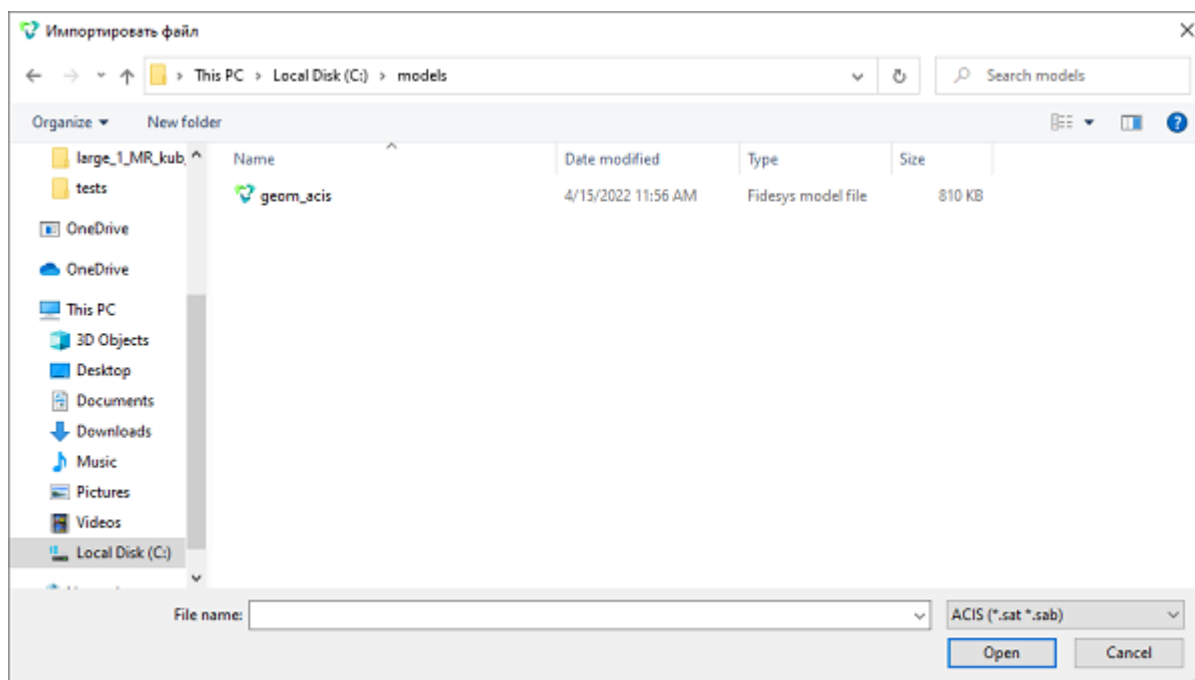 Импортировать файл
This PC > Local Disk (C:) > models
Search models
Organize
New folder
large_1_MR_kub
tests
OneDrive
OneDrive
This PC
3D Objects
Desktop
Documents
Downloads
Music
Pictures
Videos
Local Disk (C:)
Name Date modified Type Size
geom_acis 4/15/2022 11:56 AM Fidesys model file 810 KB
File name:
ACIS (*.sat *.sab)
Open
Cancel